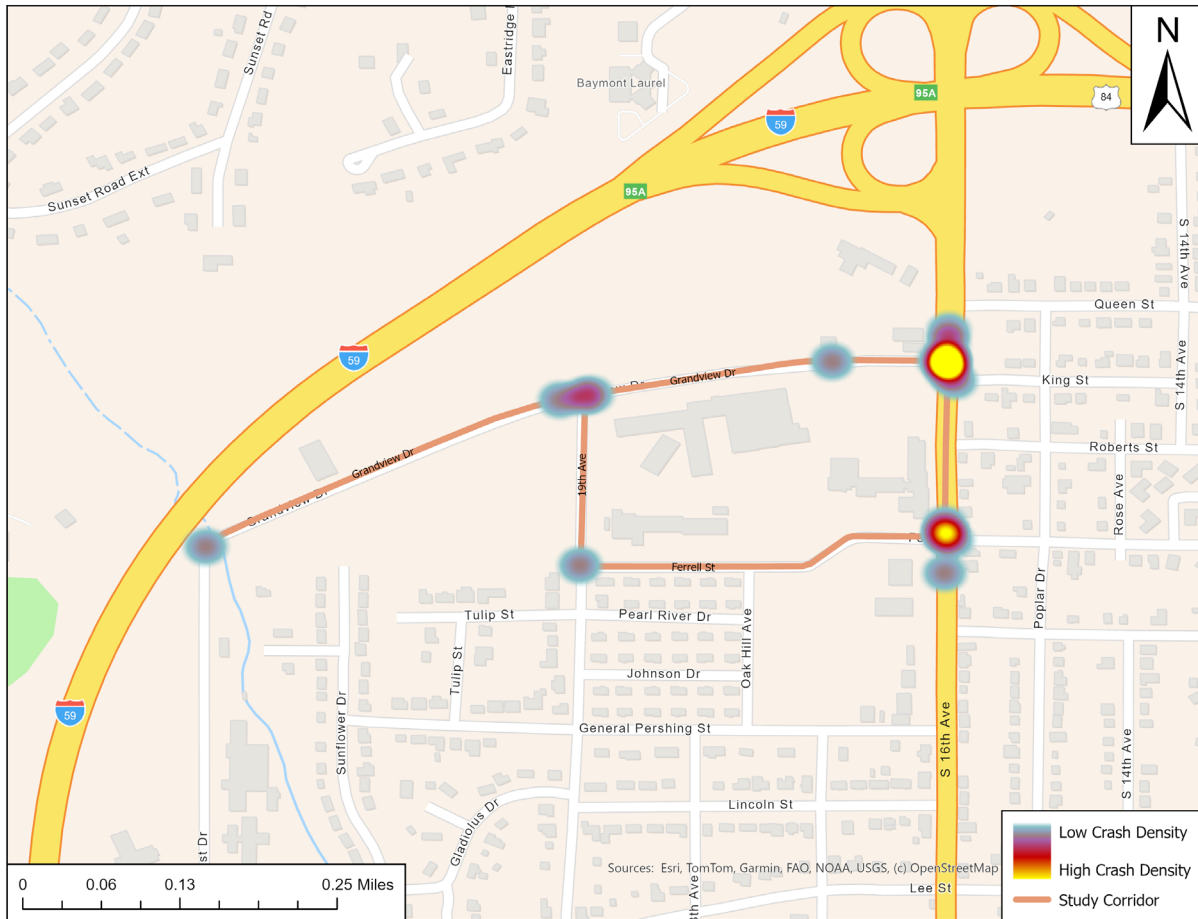 N
Sunset Rd
Eastridge
Baymont Laurel
95A
84
59
95A
Sunset Road Ext
S 14th Ave
Queen St
59
Grandview Dr
King St
S 14th Ave
Grandview Dr
Roberts St
19th Ave
Rose Ave
Grandview Dr
Ferrell St
Poplar Dr
Tulip St
Pearl River Dr
Oak Hill Ave
Tulip St
Johnson Dr
59
Sunflower Dr
General Pershing St
S 16th Ave
S 14th Ave
Lincoln St
Gladiolus Dr
st Dr
Low Crash Density
High Crash Density
Study Corridor
Sources: Esri, TomTom, Garmin, FAO, NOAA, USGS, (c) OpenStreetMap
Lee St
8th Ave
0 0.06 0.13 0.25 Miles